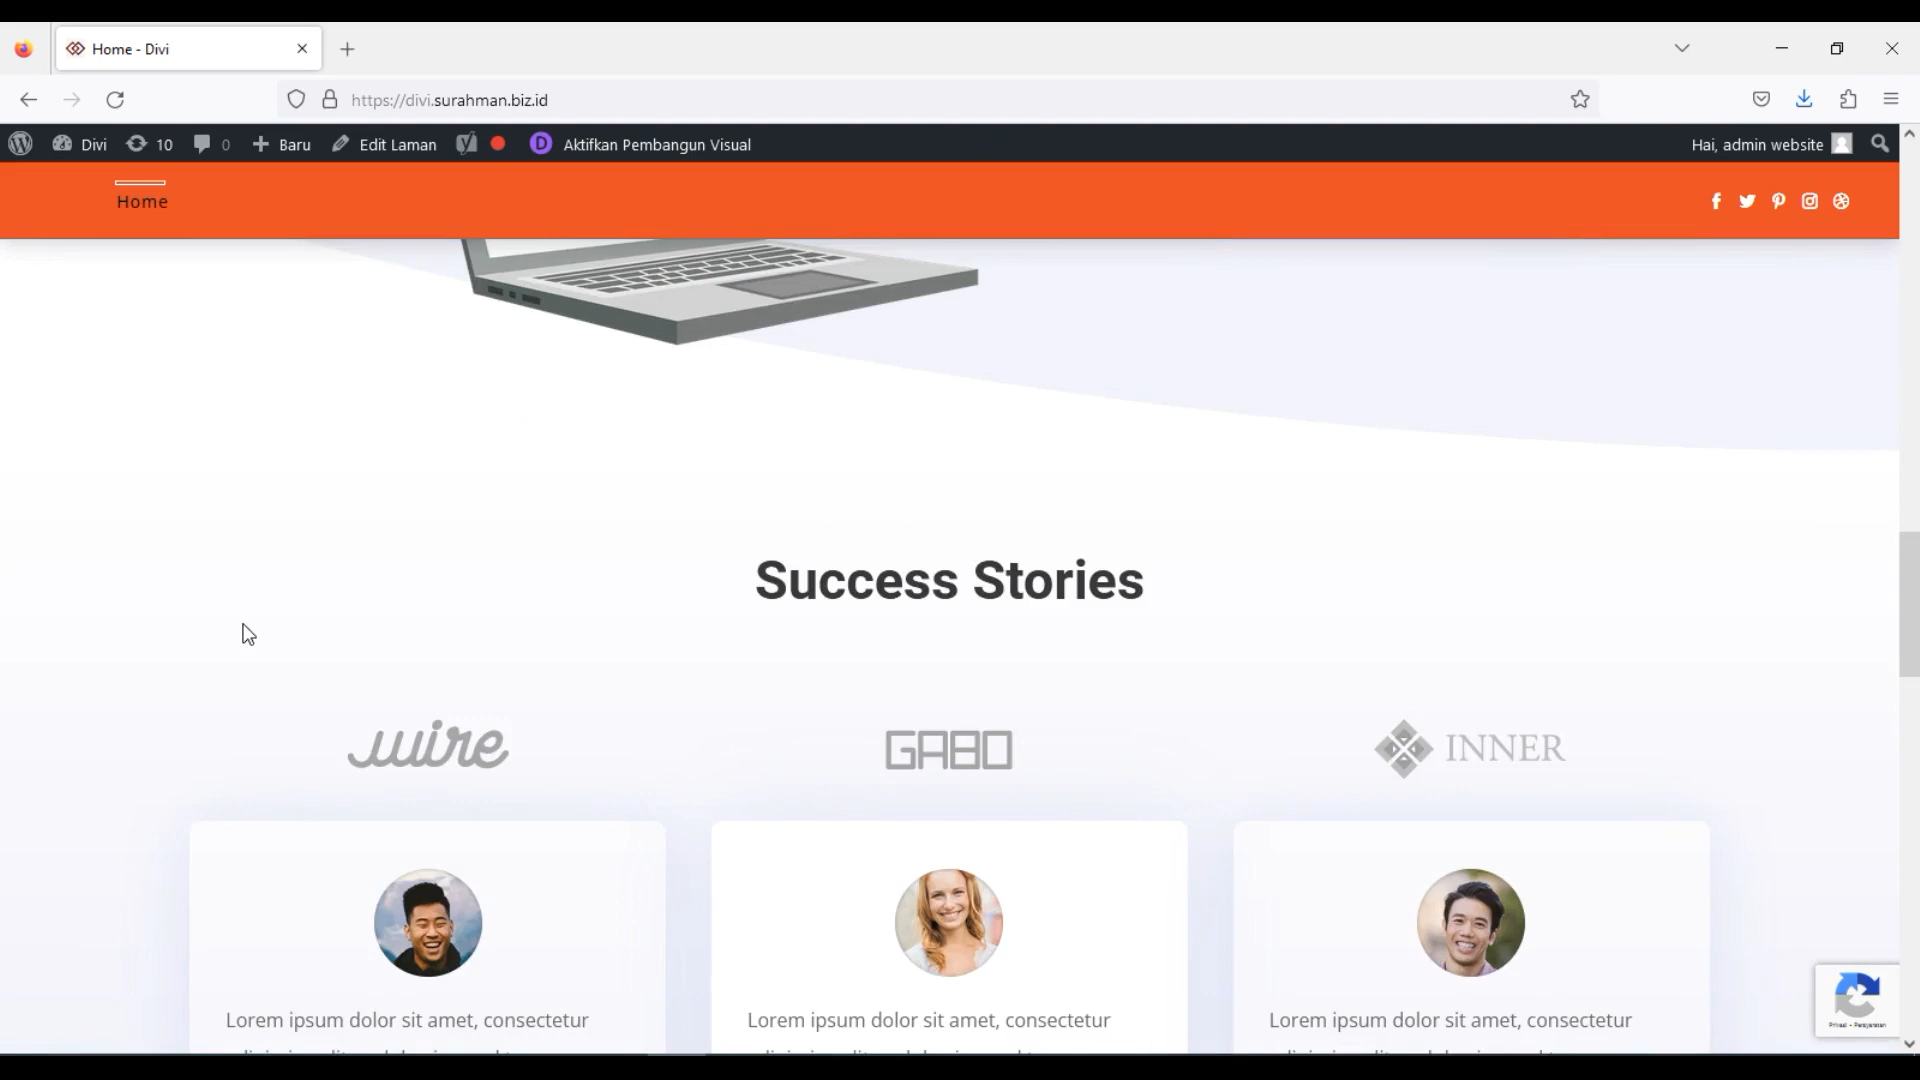 Home - Divi
https://divi.surahman.biz.id
Divi 10 0 Baru Edit Laman Aktifkan Pembangun Visual Hai, admin website
Home
Success Stories
wire GABO INNER
Lorem ipsum dolor sit amet, consectetur
Lorem ipsum dolor sit amet, consectetur
Lorem ipsum dolor sit amet, consectetur
Privasi - Persyaratan